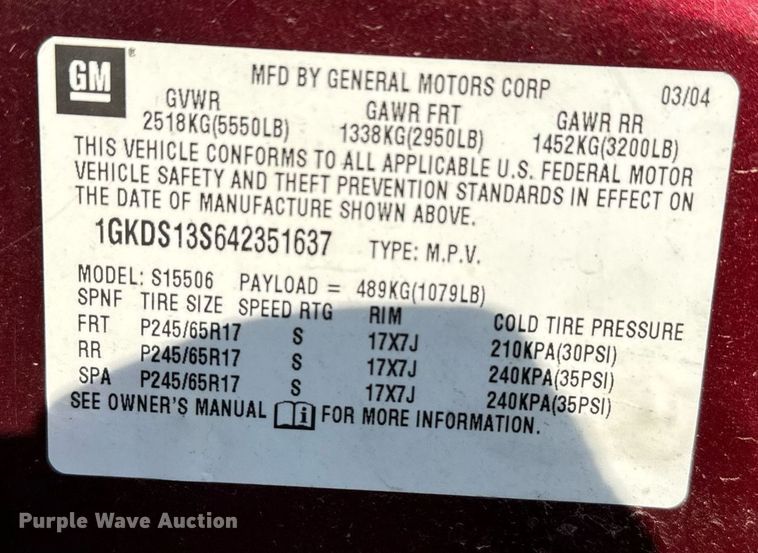 GM ®
MFD BY GENERAL MOTORS CORP 03/04
GVWR GAWR FRT GAWR RR
2518KG(5550LB) 1338KG(2950LB) 1452KG(3200LB)
THIS VEHICLE CONFORMS TO ALL APPLICABLE U.S. FEDERAL MOTOR
VEHICLE SAFETY AND THEFT PREVENTION STANDARDS IN EFFECT ON
THE DATE OF MANUFACTURE SHOWN ABOVE.
1GKDS13S642351637 TYPE: M.P.V.
MODEL: S15506 PAYLOAD = 489KG(1079LB)
SPNF TIRE SIZE SPEED RTG RIM COLD TIRE PRESSURE
FRT P245/65R17 S 17X7J 210KPA(30PSI)
RR P245/65R17 S 17X7J 240KPA(35PSI)
SPA P245/65R17 S 17X7J 240KPA(35PSI)
SEE OWNER'S MANUAL i FOR MORE INFORMATION.
Purple Wave Auction